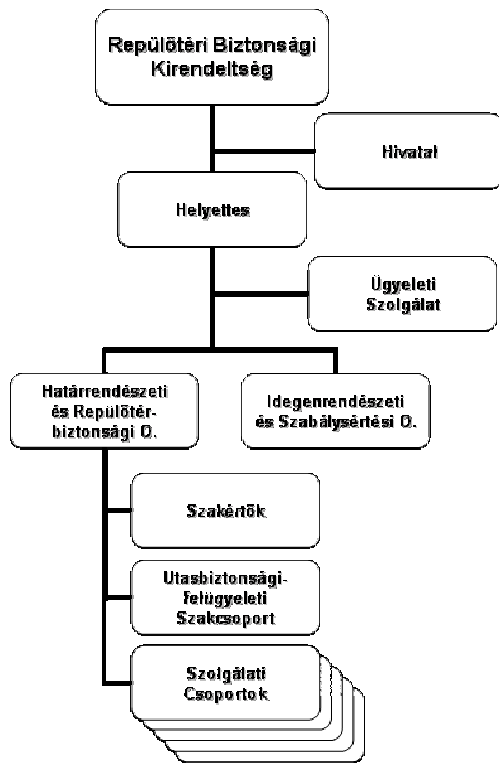 Repülőtéri Biztonsági
Kirendeltség
Hivatal
Helyettes
Ügyeleti
Szolgálat
Határrendészeti
és Repülőtér-
biztonsági O.
Idegenrendészeti
és Szabálysértési O.
Szakértők
Utasbiztonsági-
felügyeleti
Szakcsoport
Szolgálati
Csoportok